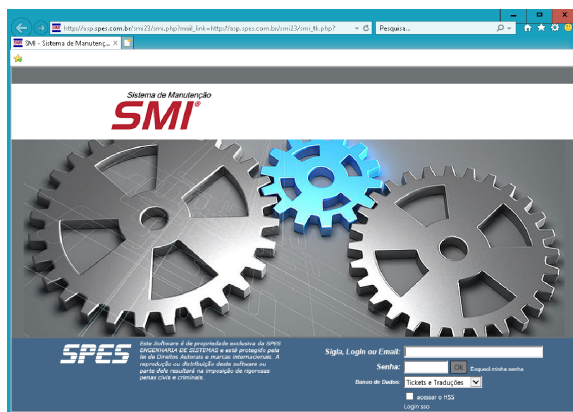 http://asp.spes.com.br/smi23/smi.php?mail_link=http://asp.spes.com.br/smi23/smi_tk.php?
Pesquisa...
SMI - Sistema de Manutenç...
Sistema de Manutenção
SMI®
SPES
Este Software é de propriedade exclusiva da SPES
ENGENHARIA DE SISTEMAS e está protegido pela
lei de Direitos Autorais e marcas internacionais. A
reprodução ou distribuição deste software ou
parte dele resultará na imposição de rigorosas
penas civis e criminais.
Sigla, Login ou Email:
Senha:
Ok
Esqueci minha senha
Banco de Dados:
Tickets e Traduções
acessar o HSS
Login sso